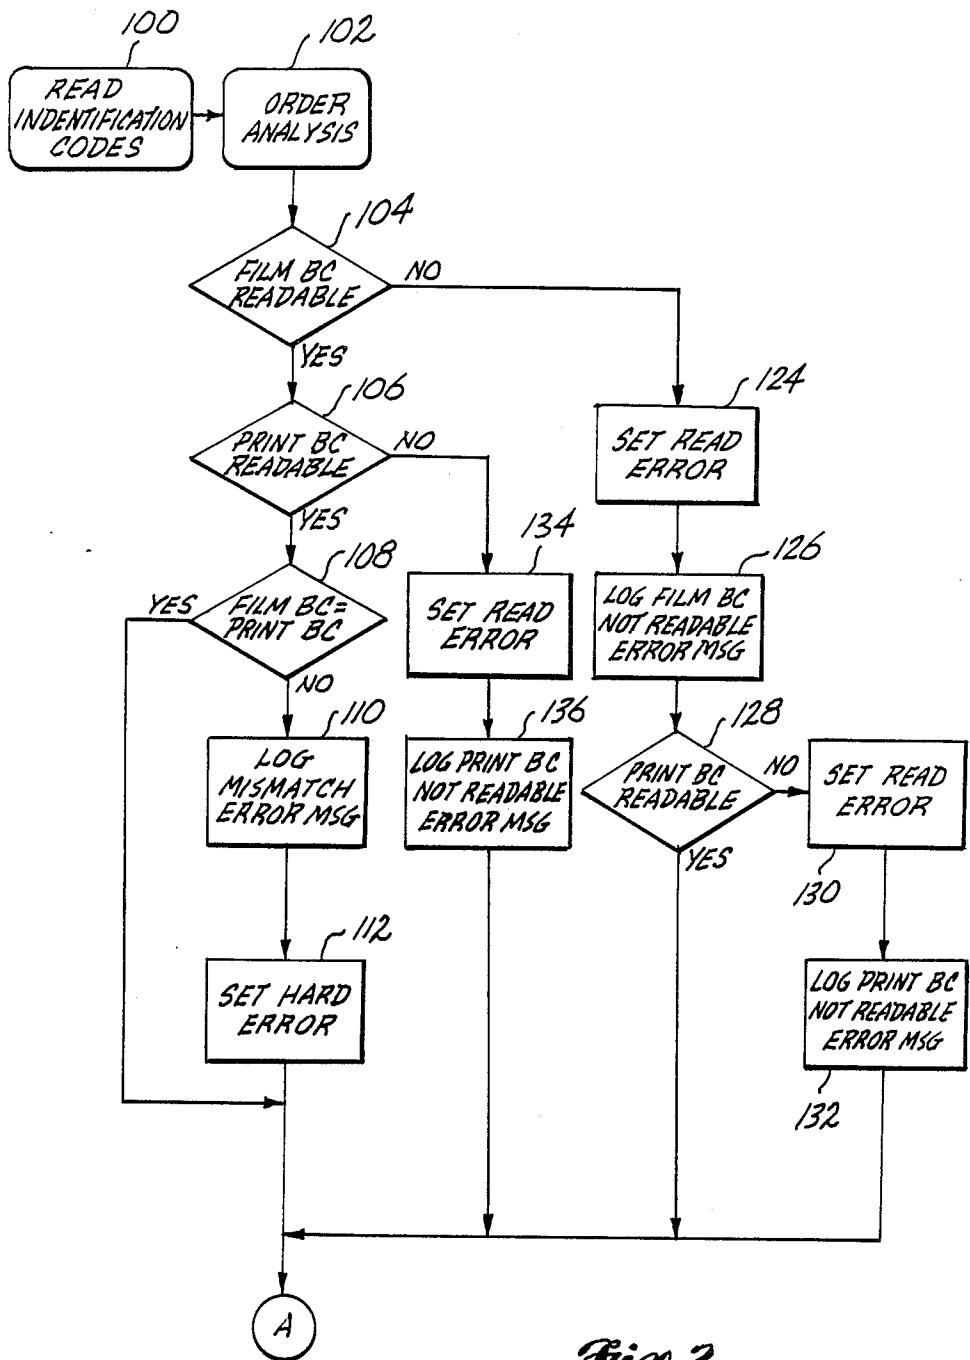 100
READ
INDENTIFICATION
CODES
102
ORDER
ANALYSIS
104
FILM BC
READABLE
NO
YES
106
PRINT BC
READABLE
NO
YES
108
FILM BC =
PRINT BC
YES
NO
110
LOG
MISMATCH
ERROR MSG
112
SET HARD
ERROR
134
SET READ
ERROR
136
LOG PRINT BC
NOT READABLE
ERROR MSG
124
SET READ
ERROR
126
LOG FILM BC
NOT READABLE
ERROR MSG
128
PRINT BC
READABLE
NO
YES
SET READ
ERROR
130
LOG PRINT BC
NOT READABLE
ERROR MSG
132
A